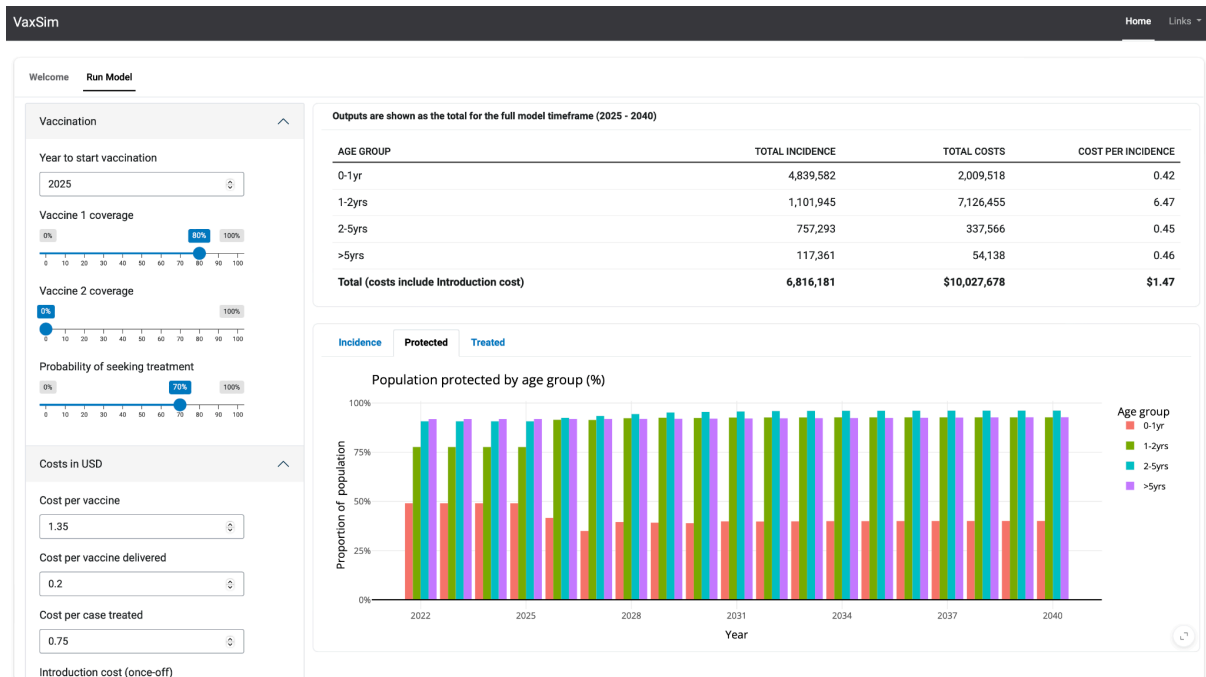 VaxSim
Home Links
Welcome Run Model
Vaccination
Year to start vaccination
2025
Vaccine 1 coverage
0% 80% 100%
0 10 20 30 40 50 60 70 80 90 100
Vaccine 2 coverage
0% 100%
0 10 20 30 40 50 60 70 80 90 100
Probability of seeking treatment
0% 70% 100%
0 10 20 30 40 50 60 70 80 90 100
Costs in USD
Cost per vaccine
1.35
Cost per vaccine delivered
0.2
Cost per case treated
0.75
Introduction cost (once-off)
Outputs are shown as the total for the full model timeframe (2025 - 2040)
AGE GROUP TOTAL INCIDENCE TOTAL COSTS COST PER INCIDENCE
0-1yr 4,839,582 2,009,518 0.42
1-2yrs 1,101,945 7,126,455 6.47
2-5yrs 757,293 337,566 0.45
>5yrs 117,361 54,138 0.46
Total (costs include Introduction cost) 6,816,181 $10,027,678 $1.47
Incidence Protected Treated
Population protected by age group (%)
100%
75%
50%
25%
0%
Proportion of population
2022 2025 2028 2031 2034 2037 2040
Year
Age group
0-1yr
1-2yrs
2-5yrs
>5yrs